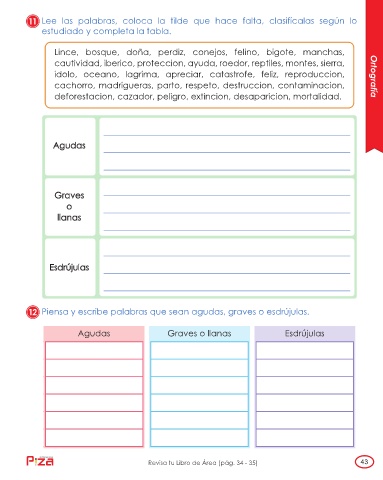 11 Lee las palabras, coloca la tilde que hace falta, clasifícalas según lo
estudiado y completa la tabla.
Lince, bosque, doña, perdiz, conejos, felino, bigote, manchas,
cautividad, iberico, proteccion, ayuda, roedor, reptiles, montes, sierra,
idolo, oceano, lagrima, apreciar, catastrofe, feliz, reproduccion,
cachorro, madrigueras, parto, respeto, destruccion, contaminacion,
deforestacion, cazador, peligro, extincion, desaparicion, mortalidad.
Ortografía
Agudas
Graves
o
llanas
Esdrújulas
12 Piensa y escribe palabras que sean agudas, graves o esdrújulas.
Agudas Graves o llanas Esdrújulas
Revisa tu Libro de Área (pág. 34 - 35)
43